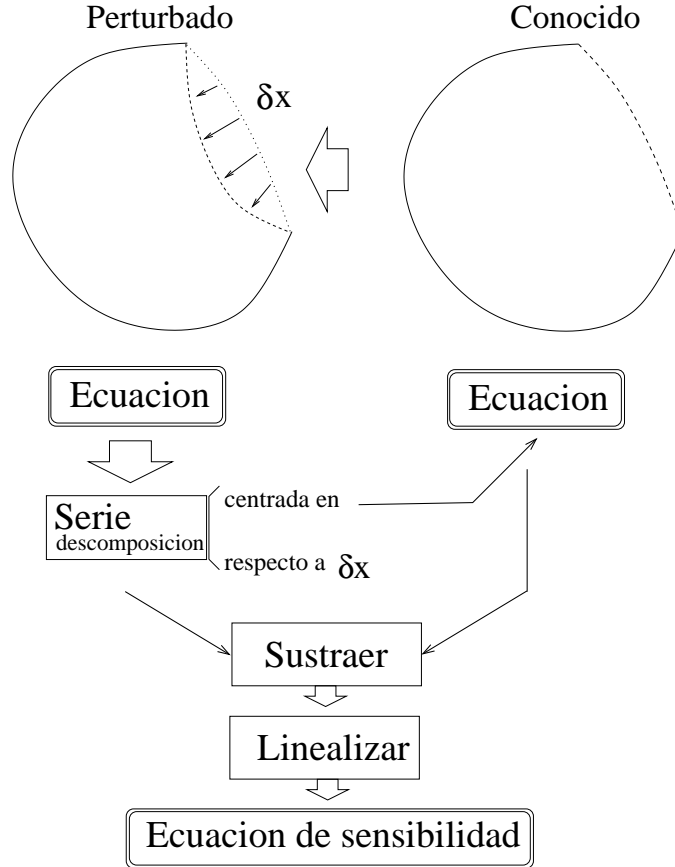 Perturbado
Conocido
δx
Ecuacion
Ecuacion
Serie
descomposicion
centrada en
respecto a δx
Sustraer
Linealizar
Ecuacion de sensibilidad